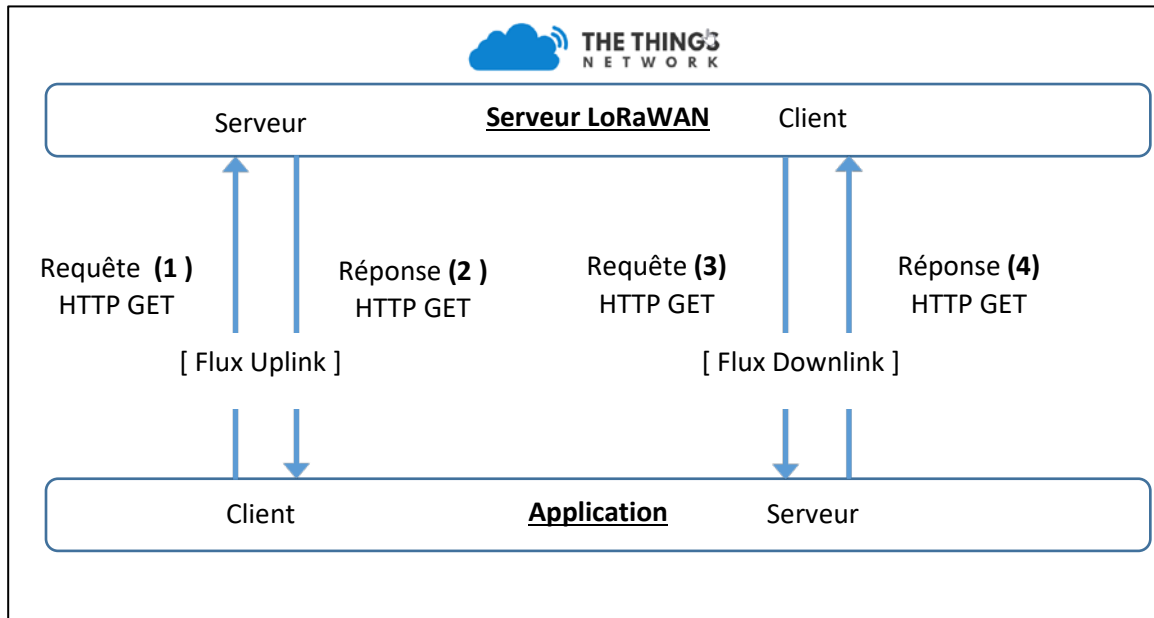 THE THINGS
NETWORK
Serveur
Serveur LoRaWAN
Client
Requête (1 )
HTTP GET
Réponse (2 )
HTTP GET
Requête (3)
HTTP GET
Réponse (4)
HTTP GET
[ Flux Uplink ]
[ Flux Downlink ]
Client
Application
Serveur